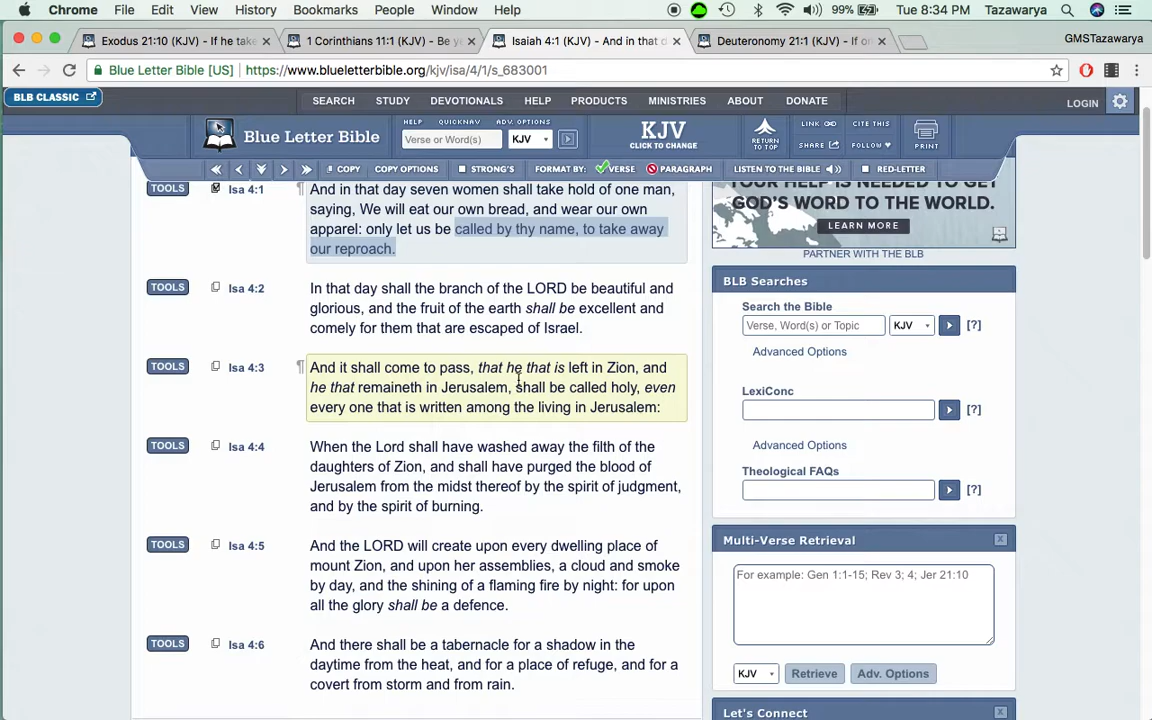 Chrome File Edit View History Bookmarks People Window Help 99% Tue 8:34 PM Tazawarya
Exodus 21:10 (KJV) - If he take
1 Corinthians 11:1 (KJV) - Be y
Isaiah 4:1 (KJV) - And in that d
Deuteronomy 21:1 (KJV) - If on
GMSTazawarya
Blue Letter Bible [US] https://www.blueletterbible.org/kjv/isa/4/1/s_683001
BLB CLASSIC
SEARCH STUDY DEVOTIONALS HELP PRODUCTS MINISTRIES ABOUT DONATE
LOGIN
Blue Letter Bible
HELP QUICKNAV ADV. OPTIONS
Verse or Word(s) KJV
KJV
CLICK TO CHANGE
RETURN
TO TOP
LINK CITE THIS
SHARE FOLLOW
PRINT
COPY COPY OPTIONS STRONG'S FORMAT BY: VERSE PARAGRAPH LISTEN TO THE BIBLE RED-LETTER
TOOLS Isa 4:1 ¶ And in that day seven women shall take hold of one man,
saying, We will eat our own bread, and wear our own
apparel: only let us be called by thy name, to take away
our reproach.
TOOLS Isa 4:2 In that day shall the branch of the LORD be beautiful and
glorious, and the fruit of the earth shall be excellent and
comely for them that are escaped of Israel.
TOOLS Isa 4:3 ¶ And it shall come to pass, that he that is left in Zion, and
he that remaineth in Jerusalem, shall be called holy, even
every one that is written among the living in Jerusalem:
TOOLS Isa 4:4 When the Lord shall have washed away the filth of the
daughters of Zion, and shall have purged the blood of
Jerusalem from the midst thereof by the spirit of judgment,
and by the spirit of burning.
TOOLS Isa 4:5 And the LORD will create upon every dwelling place of
mount Zion, and upon her assemblies, a cloud and smoke
by day, and the shining of a flaming fire by night: for upon
all the glory shall be a defence.
TOOLS Isa 4:6 And there shall be a tabernacle for a shadow in the
daytime from the heat, and for a place of refuge, and for a
covert from storm and from rain.
YOUR HELP IS NEEDED TO GET
GOD'S WORD TO THE WORLD.
LEARN MORE
PARTNER WITH THE BLB
BLB Searches
Search the Bible
Verse, Word(s) or Topic KJV [?]
Advanced Options
LexiConc
[?]
Advanced Options
Theological FAQs
[?]
Multi-Verse Retrieval x
For example: Gen 1:1-15; Rev 3; 4; Jer 21:10
KJV Retrieve Adv. Options
Let's Connect x